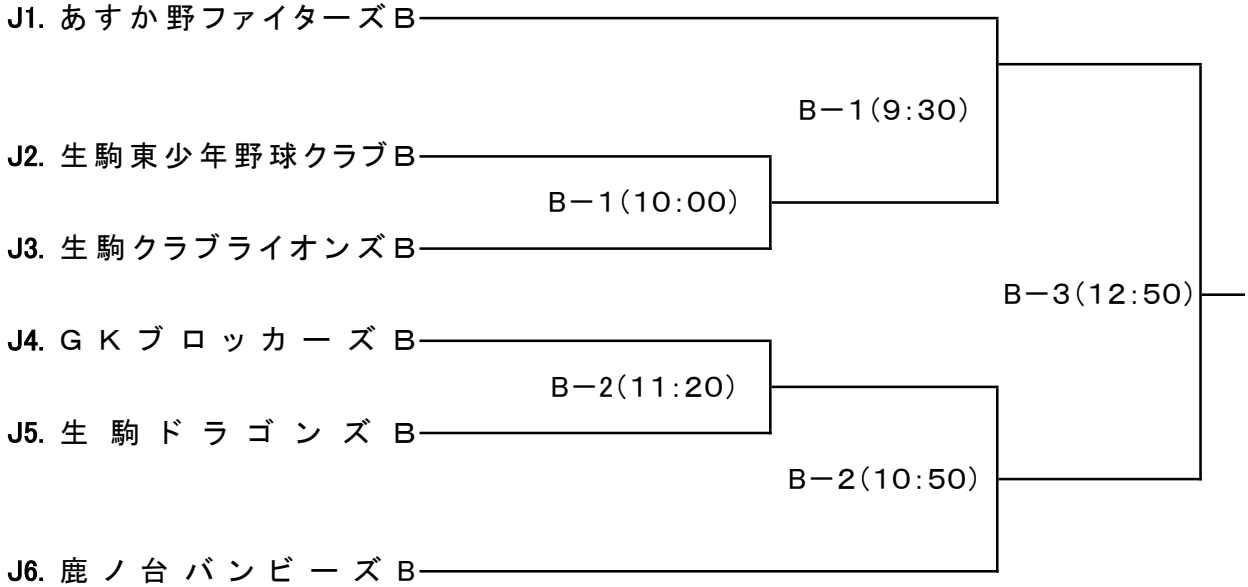 J1. あすか野ファイターズB
B－1(9:30)
J2. 生駒東少年野球クラブB
B－1(10:00)
J3. 生駒クラブライオンズB
B－3(12:50)
J4. GKブロッカーズB
B－2(11:20)
J5. 生駒ドラゴンズB
B－2(10:50)
J6. 鹿ノ台バンビーズB